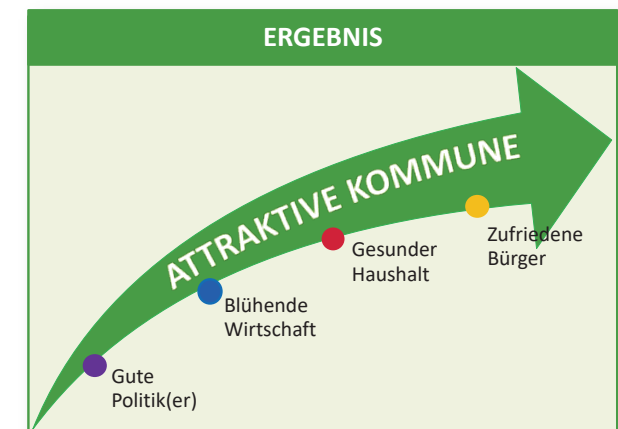 ERGEBNIS
ATTRAKTIVE KOMMUNE
Zufriedene
Bürger
Gesunder
Haushalt
Blühende
Wirtschaft
Gute
Politik(er)